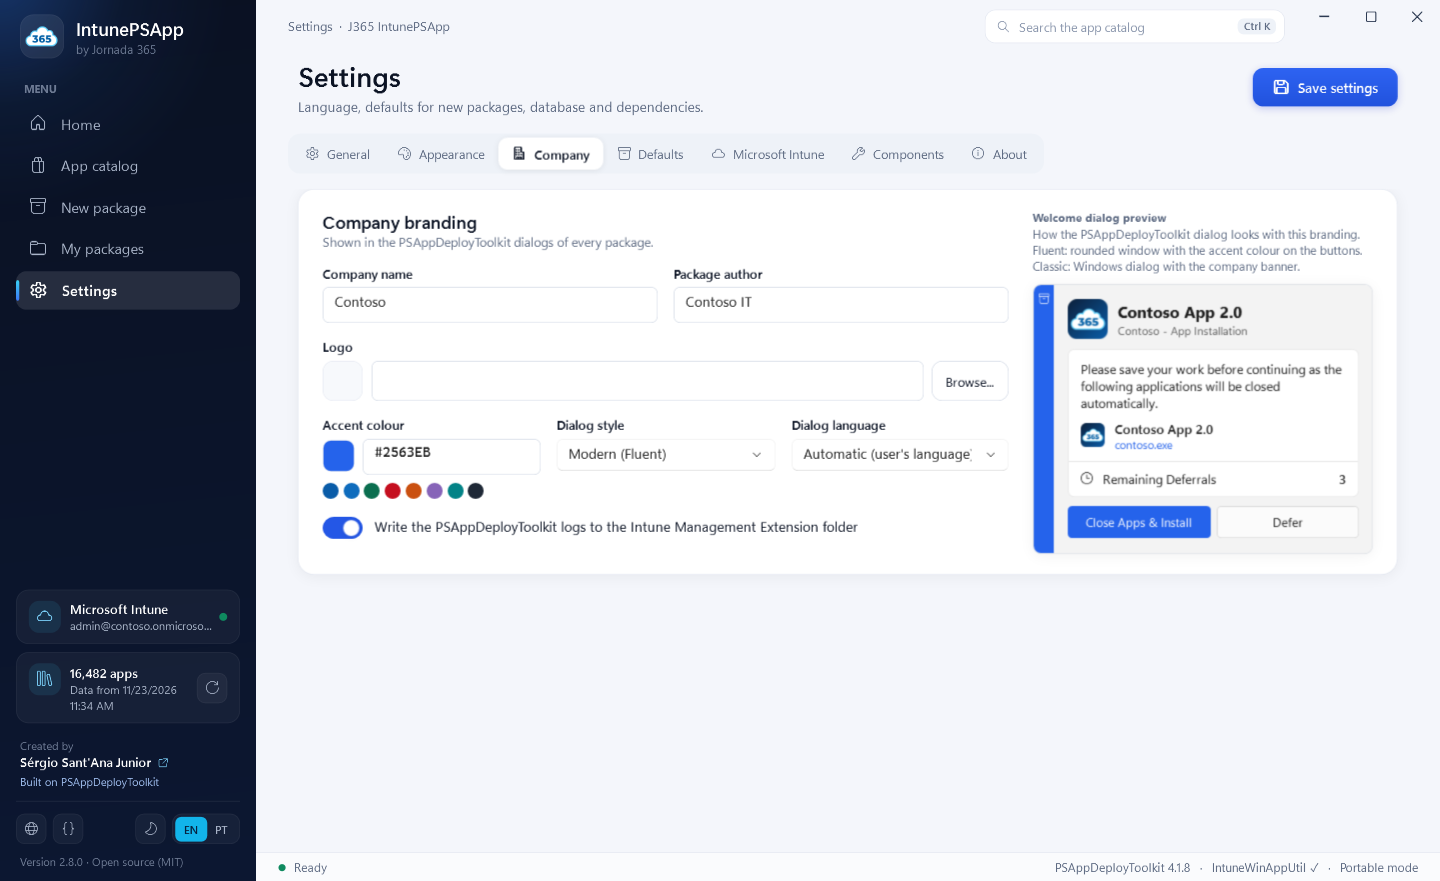 365
IntunePSApp
by Jornada 365
MENU
Home
App catalog
New package
My packages
Settings
Microsoft Intune
admin@contoso.onmicroso...
16,482 apps
Data from 11/23/2026
11:34 AM
Created by
Sérgio Sant'Ana Junior
Built on PSAppDeployToolkit
EN PT
Version 2.8.0 · Open source (MIT)
Settings · J365 IntunePSApp
Search the app catalog
Ctrl K
Settings
Language, defaults for new packages, database and dependencies.
Save settings
General
Appearance
Company
Defaults
Microsoft Intune
Components
About
Company branding
Shown in the PSAppDeployToolkit dialogs of every package.
Company name
Package author
Contoso
Contoso IT
Logo
Browse...
Accent colour
Dialog style
Dialog language
#2563EB
Modern (Fluent)
Automatic (user's language)
Write the PSAppDeployToolkit logs to the Intune Management Extension folder
Welcome dialog preview
How the PSAppDeployToolkit dialog looks with this branding.
Fluent: rounded window with the accent colour on the buttons.
Classic: Windows dialog with the company banner.
365
Contoso App 2.0
Contoso - App Installation
Please save your work before continuing as the
following applications will be closed
automatically.
365
Contoso App 2.0
contoso.exe
Remaining Deferrals
3
Close Apps & Install
Defer
Ready
PSAppDeployToolkit 4.1.8 · IntuneWinAppUtil ✓ · Portable mode